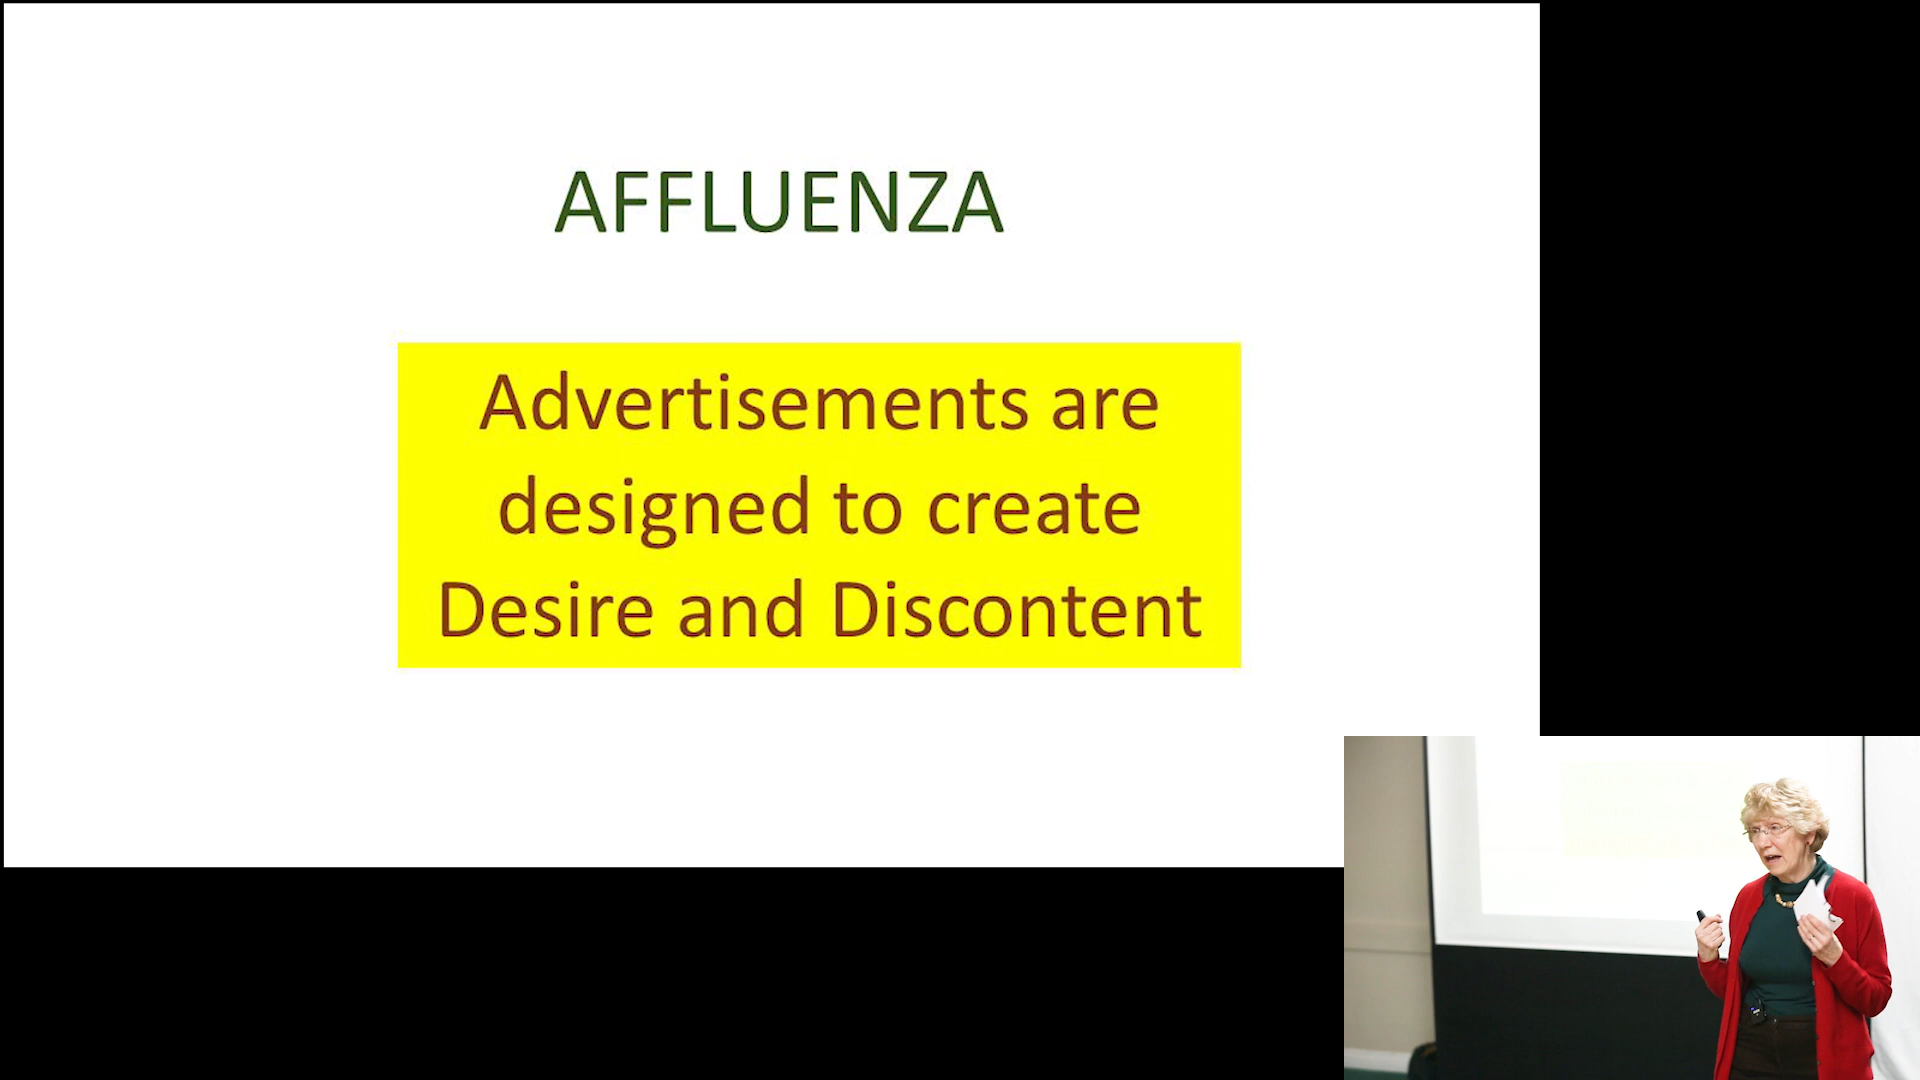 AFFLUENZA
Advertisements are
designed to create
Desire and Discontent